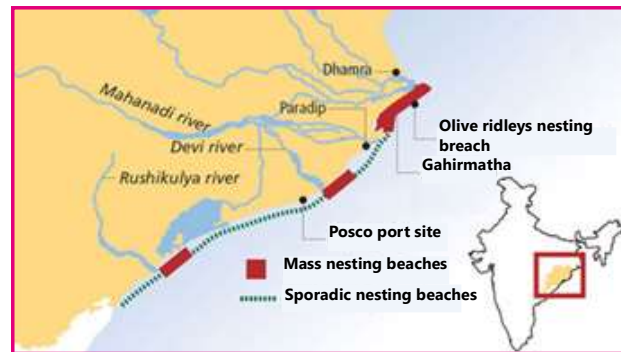 Dhamra
Mahanadi river
Paradip
Olive ridleys nesting
breach
Devi river
Gahirmatha
Rushikulya river
Posco port site
Mass nesting beaches
Sporadic nesting beaches